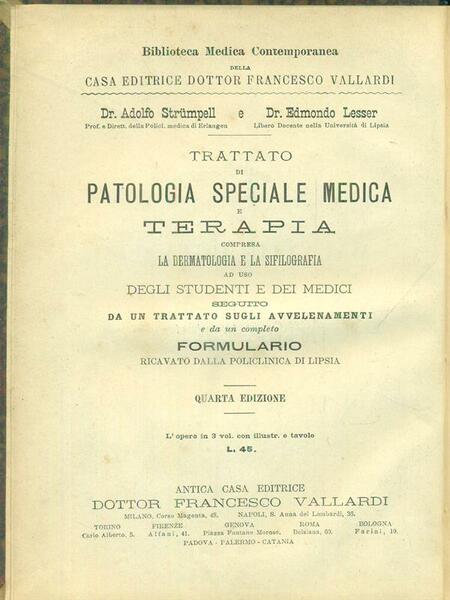 Biblioteca Medica Contemporanea
DELLA
CASA EDITRICE DOTTOR FRANCESCO VALLARDI
Dr. Adolfo Strümpell e Dr. Edmondo Lesser
Prof. e Dirett. della Policl. medica di Erlangen Libero Docente nella Università di Lipsia
TRATTATO
DI
PATOLOGIA SPECIALE MEDICA
E
TERAPIA
COMPRESA
LA DERMATOLOGIA E LA SIFILOGRAFIA
AD USO
DEGLI STUDENTI E DEI MEDICI
SEGUITO
DA UN TRATTATO SUGLI AVVELENAMENTI
e da un completo
FORMULARIO
RICAVATO DALLA POLICLINICA DI LIPSIA
QUARTA EDIZIONE
L' opera in 3 vol. con illustr. e tavole
L. 45.
ANTICA CASA EDITRICE
DOTTOR FRANCESCO VALLARDI
MILANO, Corso Magenta, 48. NAPOLI, S. Anna dei Lombardi, 36.
TORINO FIRENZE GENOVA ROMA BOLOGNA
Carlo Alberto, 5. Alfani, 41. Piazza Fontane Morose, Bolziana, 60. Farini, 10.
PADOVA - PALERMO - CATANIA